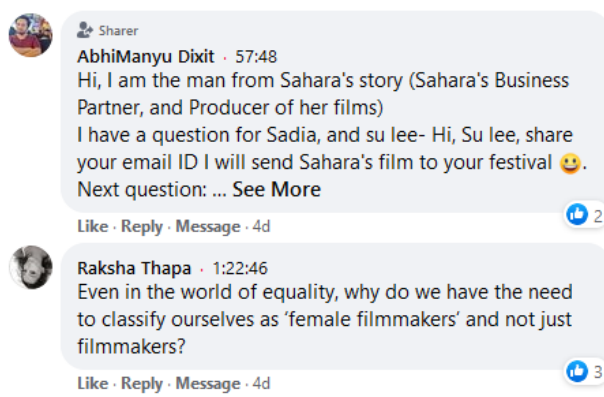 Sharer
AbhiManyu Dixit · 57:48
Hi, I am the man from Sahara's story (Sahara's Business
Partner, and Producer of her films)
I have a question for Sadia, and su lee- Hi, Su lee, share
your email ID I will send Sahara's film to your festival 😀.
Next question: ... See More
2
Like · Reply · Message · 4d
Raksha Thapa · 1:22:46
Even in the world of equality, why do we have the need
to classify ourselves as ‘female filmmakers’ and not just
filmmakers?
3
Like · Reply · Message · 4d